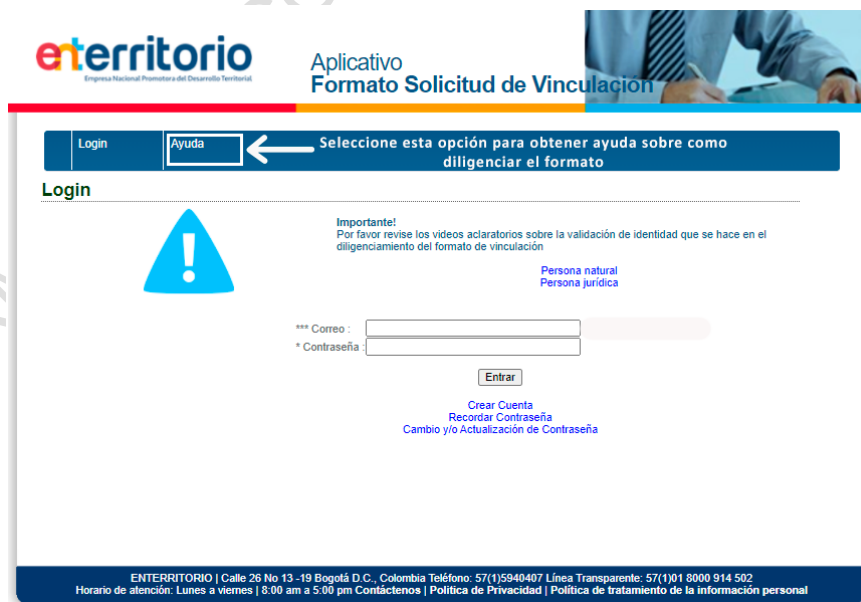 enterritorio
Empresa Nacional Promotora del Desarrollo Territorial
Aplicativo
Formato Solicitud de Vinculación
Login
Ayuda
Seleccione esta opción para obtener ayuda sobre como
diligenciar el formato
Login
Importante!
Por favor revise los videos aclaratorios sobre la validación de identidad que se hace en el
diligenciamiento del formato de vinculación
Persona natural
Persona jurídica
*** Correo :
* Contraseña :
Entrar
Crear Cuenta
Recordar Contraseña
Cambio y/o Actualización de Contraseña
ENTERRITORIO | Calle 26 No 13 -19 Bogotá D.C., Colombia Teléfono: 57(1)5940407 Línea Transparente: 57(1)01 8000 914 502
Horario de atención: Lunes a viernes | 8:00 am a 5:00 pm Contáctenos | Politica de Privacidad | Política de tratamiento de la información personal